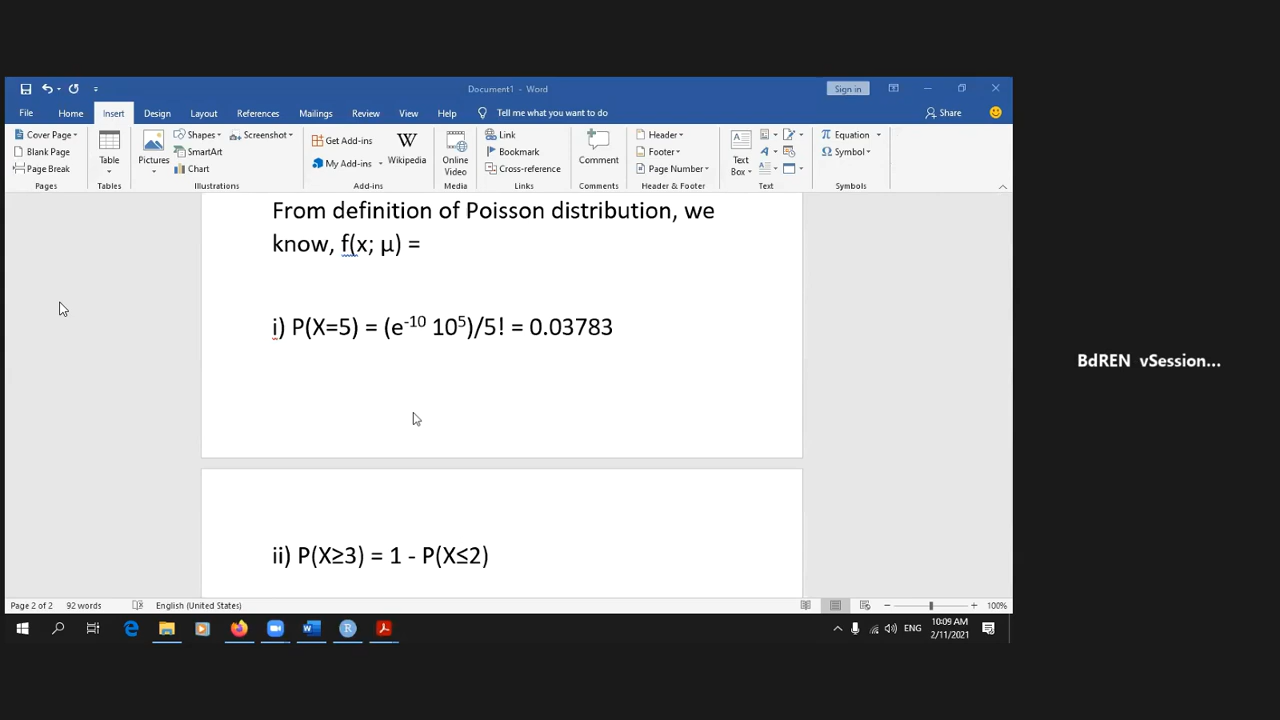 Document1 - Word
Sign in
File Home Insert Design Layout References Mailings Review View Help Tell me what you want to do Share
Cover Page
Blank Page
Page Break
Pages
Table
Tables
Pictures
Shapes
SmartArt
Chart
Screenshot
Illustrations
Get Add-ins
My Add-ins
Wikipedia
Add-ins
Online
Video
Media
Link
Bookmark
Cross-reference
Links
Comment
Comments
Header
Footer
Page Number
Header & Footer
Text
Box
Text
Equation
Symbol
Symbols
From definition of Poisson distribution, we
know, f(x; μ) =
i) P(X=5) = (e⁻¹⁰ 10⁵)/5! = 0.03783
ii) P(X≥3) = 1 - P(X≤2)
BdREN vSession...
Page 2 of 2 92 words English (United States) 100%
ENG
10:09 AM
2/11/2021